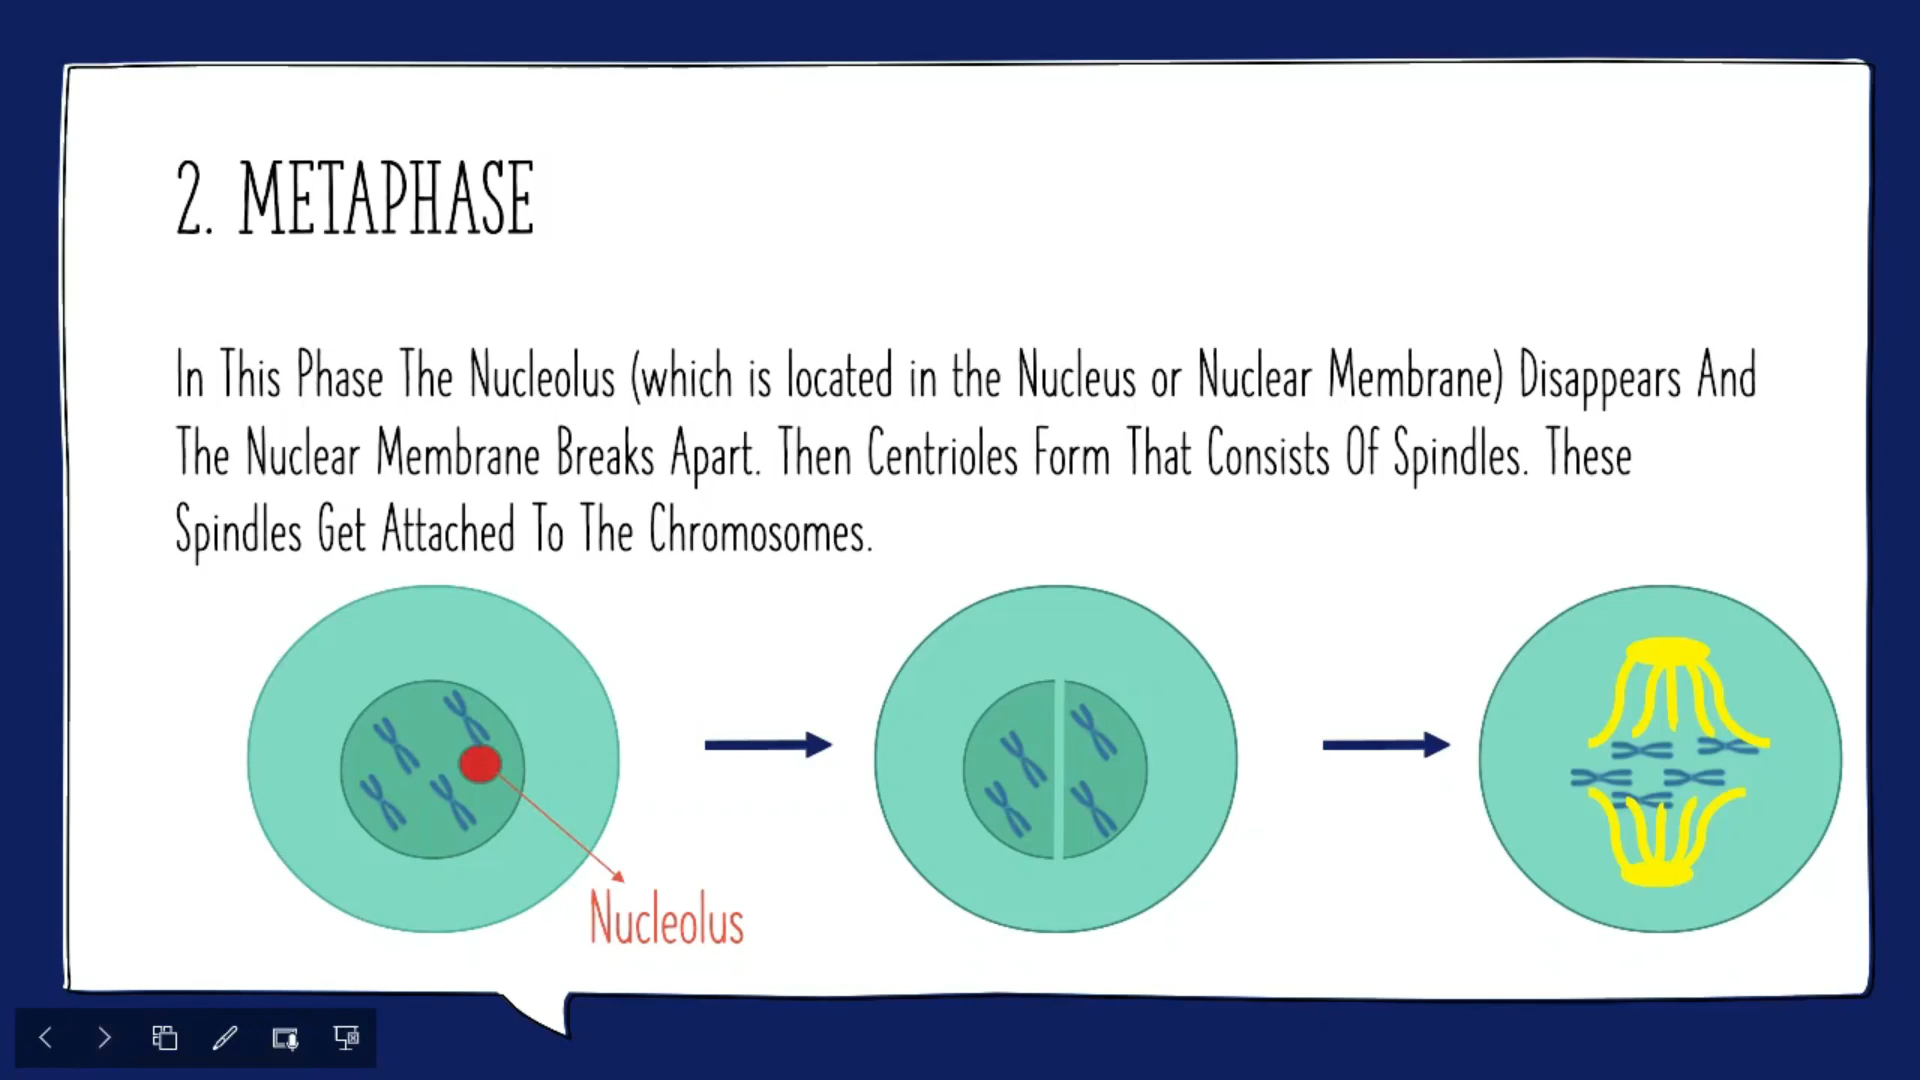 2. METAPHASE
In This Phase The Nucleolus (which is located in the Nucleus or Nuclear Membrane) Disappears And
The Nuclear Membrane Breaks Apart. Then Centrioles Form That Consists Of Spindles. These
Spindles Get Attached To The Chromosomes.
Nucleolus